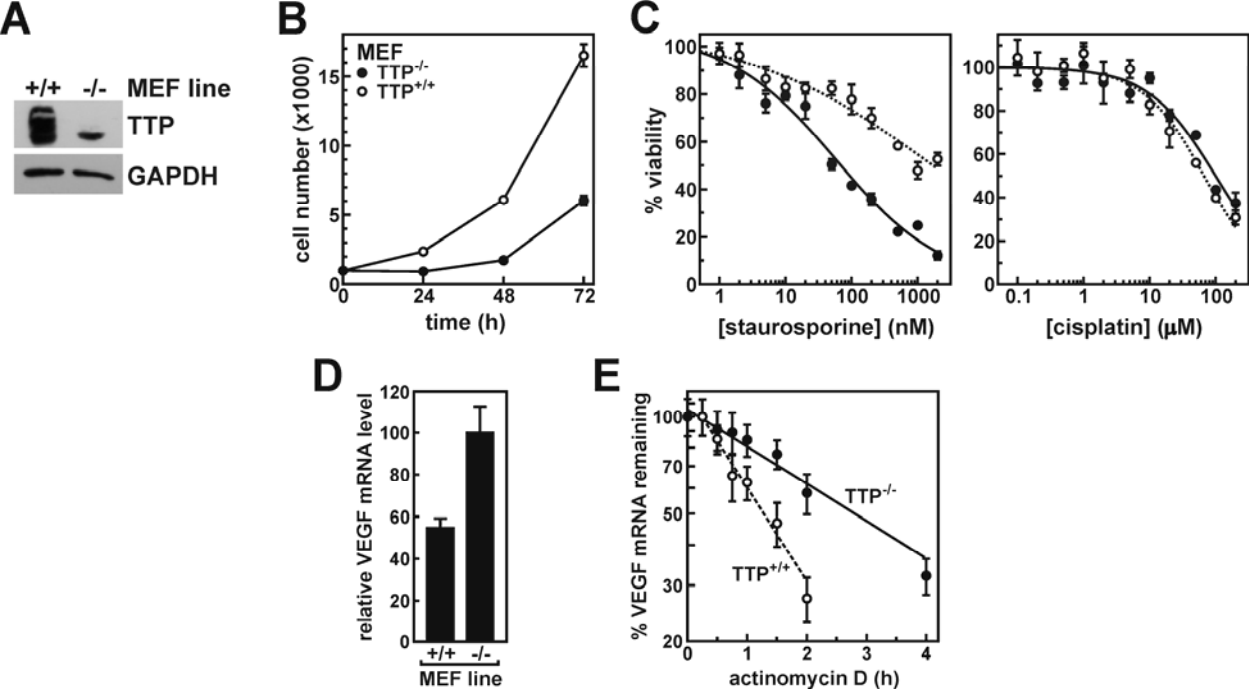 A
+/+ -/- MEF line
TTP
GAPDH
B
cell number (x1000)
15
10
5
0
MEF
TTP-/-
TTP+/+
0 24 48 72
time (h)
C
% viability
100
80
60
40
20
0
1 10 100 1000
[staurosporine] (nM)
100
80
60
40
20
0
0.1 1 10 100
[cisplatin] (μM)
D
relative VEGF mRNA level
120
100
80
60
40
20
0
+/+ -/-
MEF line
E
% VEGF mRNA remaining
100
70
50
30
20
TTP-/-
TTP+/+
0 1 2 3 4
actinomycin D (h)